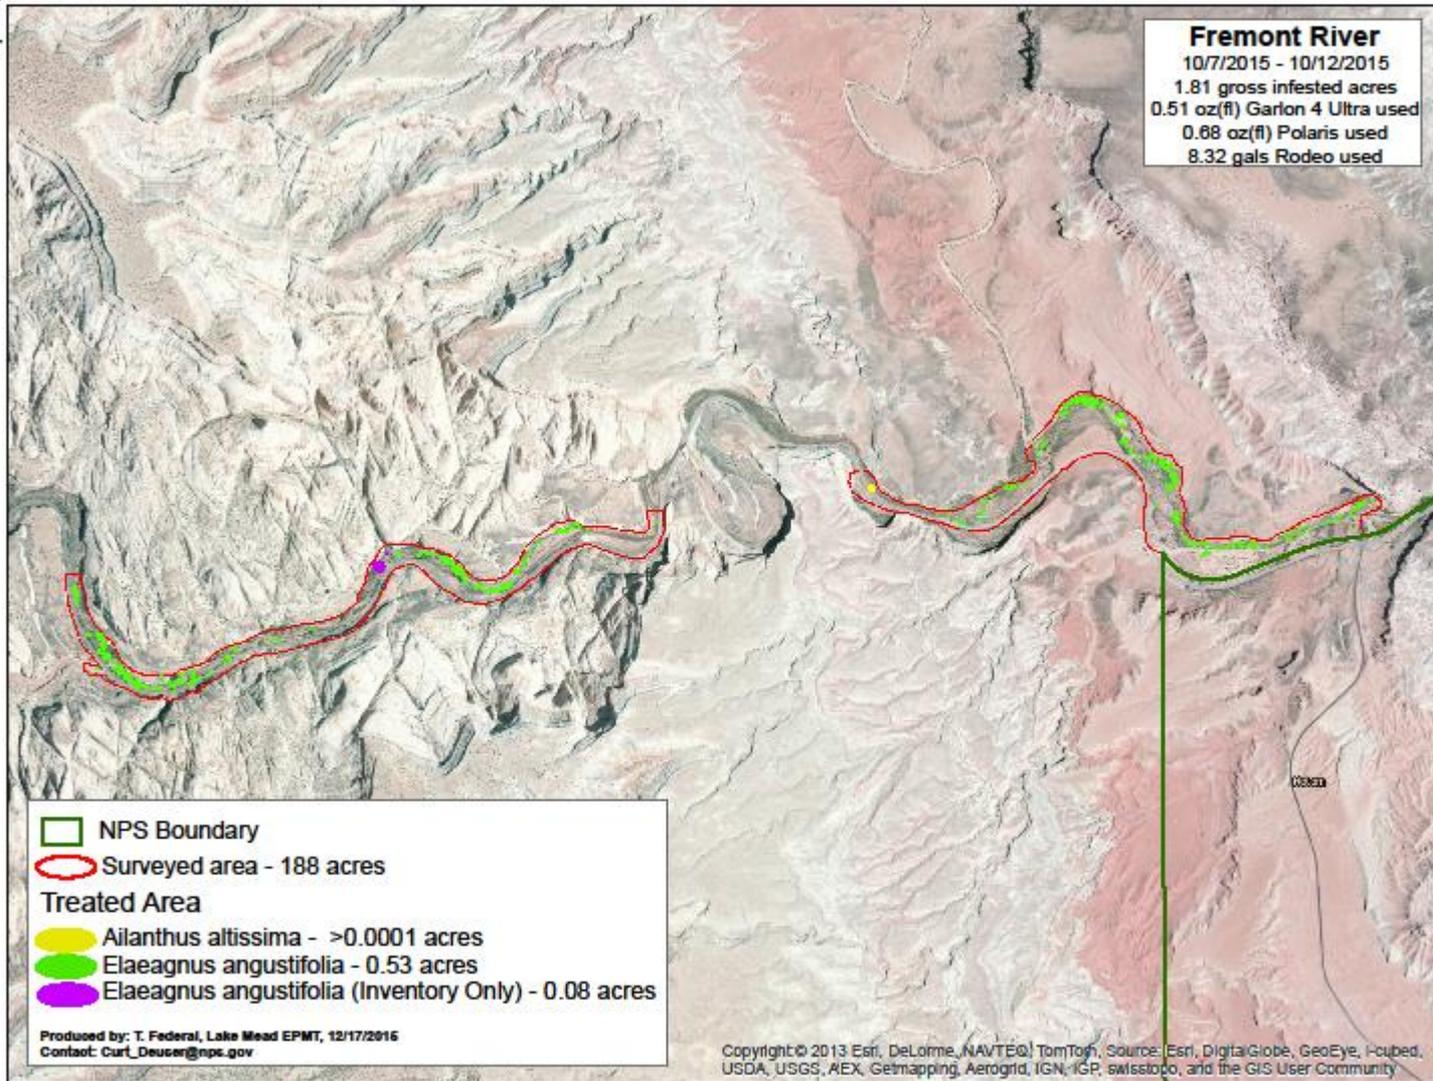 Fremont River
10/7/2015 - 10/12/2015
1.81 gross infested acres
0.51 oz(fl) Garlon 4 Ultra used
0.68 oz(fl) Polaris used
8.32 gals Rodeo used
NPS Boundary
Surveyed area - 188 acres
Treated Area
Ailanthus altissima - >0.0001 acres
Elaeagnus angustifolia - 0.53 acres
Elaeagnus angustifolia (Inventory Only) - 0.08 acres
Produced by: T. Federal, Lake Mead EPMT, 12/17/2015
Contact: Curt_Deuser@nps.gov
Copyright:© 2013 Esri, DeLorme, NAVTEQ, TomTom, Source: Esri, DigitalGlobe, GeoEye, i-cubed,
USDA, USGS, AEX, Getmapping, Aerogrid, IGN, IGP, swisstopo, and the GIS User Community